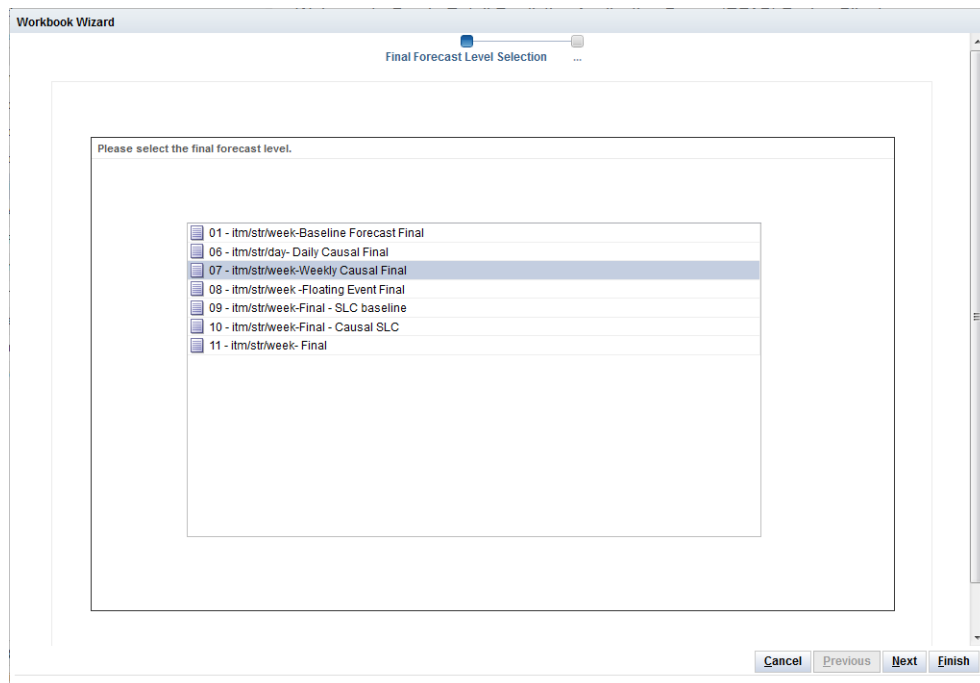 Workbook Wizard
Final Forecast Level Selection ...
Please select the final forecast level.
01 - itm/str/week-Baseline Forecast Final
06 - itm/str/day- Daily Causal Final
07 - itm/str/week-Weekly Causal Final
08 - itm/str/week -Floating Event Final
09 - itm/str/week-Final - SLC baseline
10 - itm/str/week-Final - Causal SLC
11 - itm/str/week- Final
Cancel Previous Next Finish